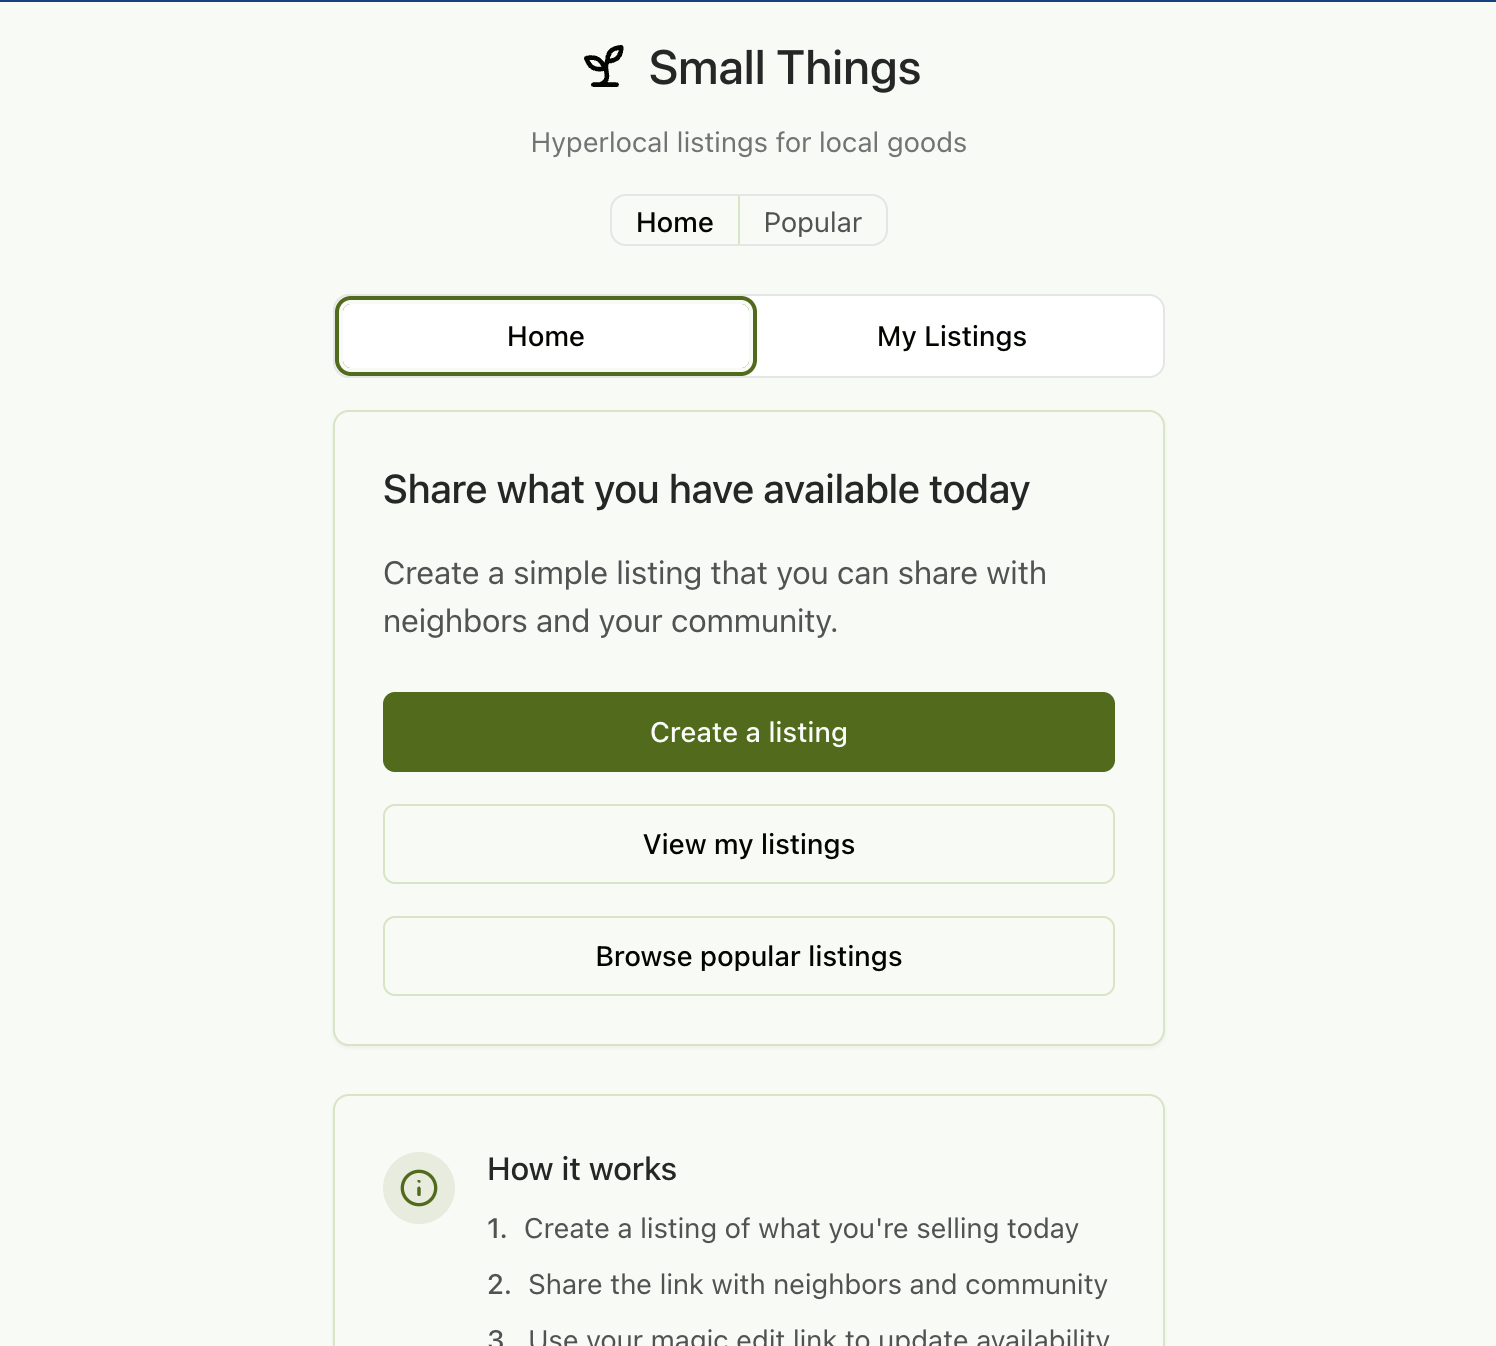 Small Things
Hyperlocal listings for local goods
Home Popular
Home My Listings
Share what you have available today
Create a simple listing that you can share with
neighbors and your community.
Create a listing
View my listings
Browse popular listings
How it works
1. Create a listing of what you're selling today
2. Share the link with neighbors and community
3. Use your magic edit link to update availability